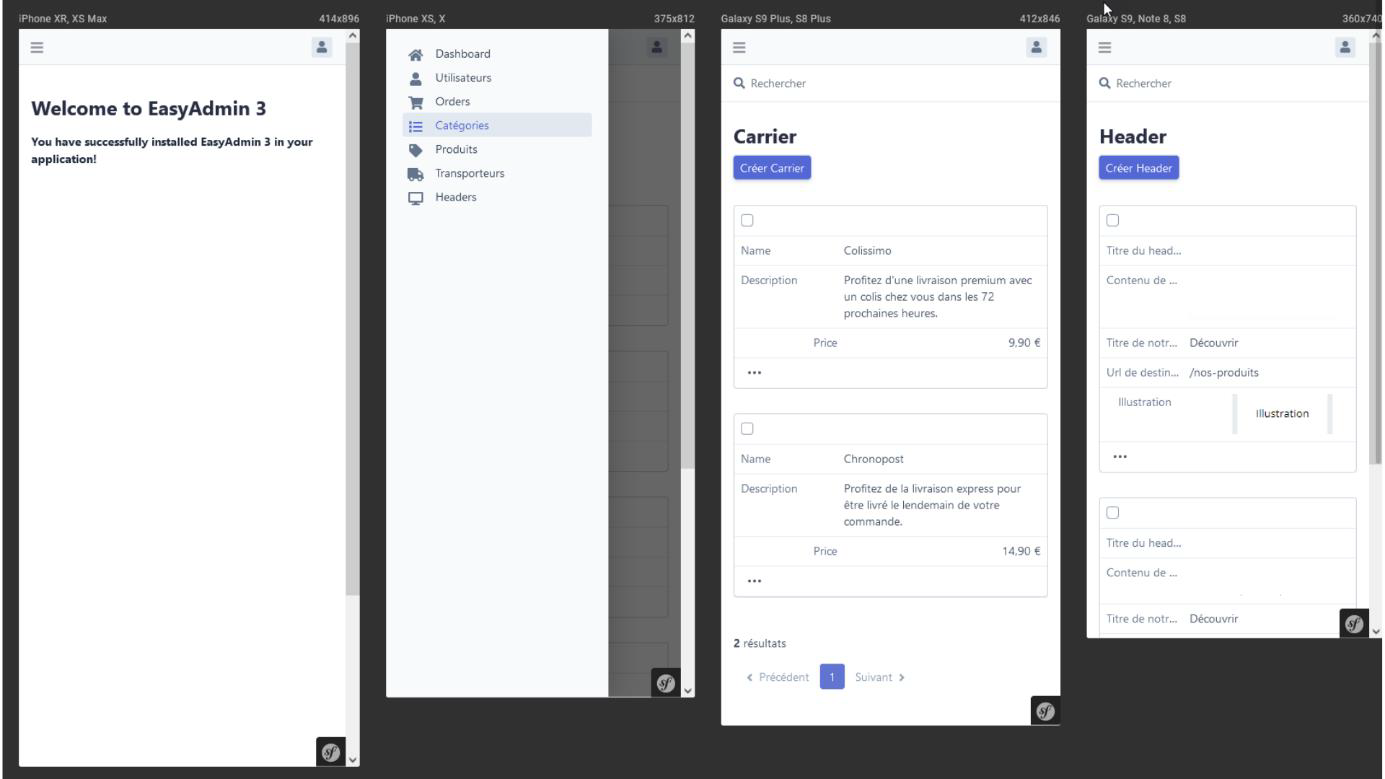 iPhone XR, XS Max 414x896
Welcome to EasyAdmin 3
You have successfully installed EasyAdmin 3 in your
application!
sf
iPhone XS, X 375x812
Dashboard
Utilisateurs
Orders
Catégories
Produits
Transporteurs
Headers
sf
Galaxy S9 Plus, S8 Plus 412x846
Rechercher
Carrier
Créer Carrier
Name Colissimo
Description Profitez d'une livraison premium avec
un colis chez vous dans les 72
prochaines heures.
Price 9,90 €
...
Name Chronopost
Description Profitez de la livraison express pour
être livré le lendemain de votre
commande.
Price 14,90 €
...
2 résultats
Précédent 1 Suivant
sf
Galaxy S9, Note 8, S8 360x740
Rechercher
Header
Créer Header
Titre du head...
Contenu de ...
Titre de notr... Découvrir
Url de destin... /nos-produits
Illustration Illustration
...
Titre du head...
Contenu de ...
Titre de notr... Découvrir
sf